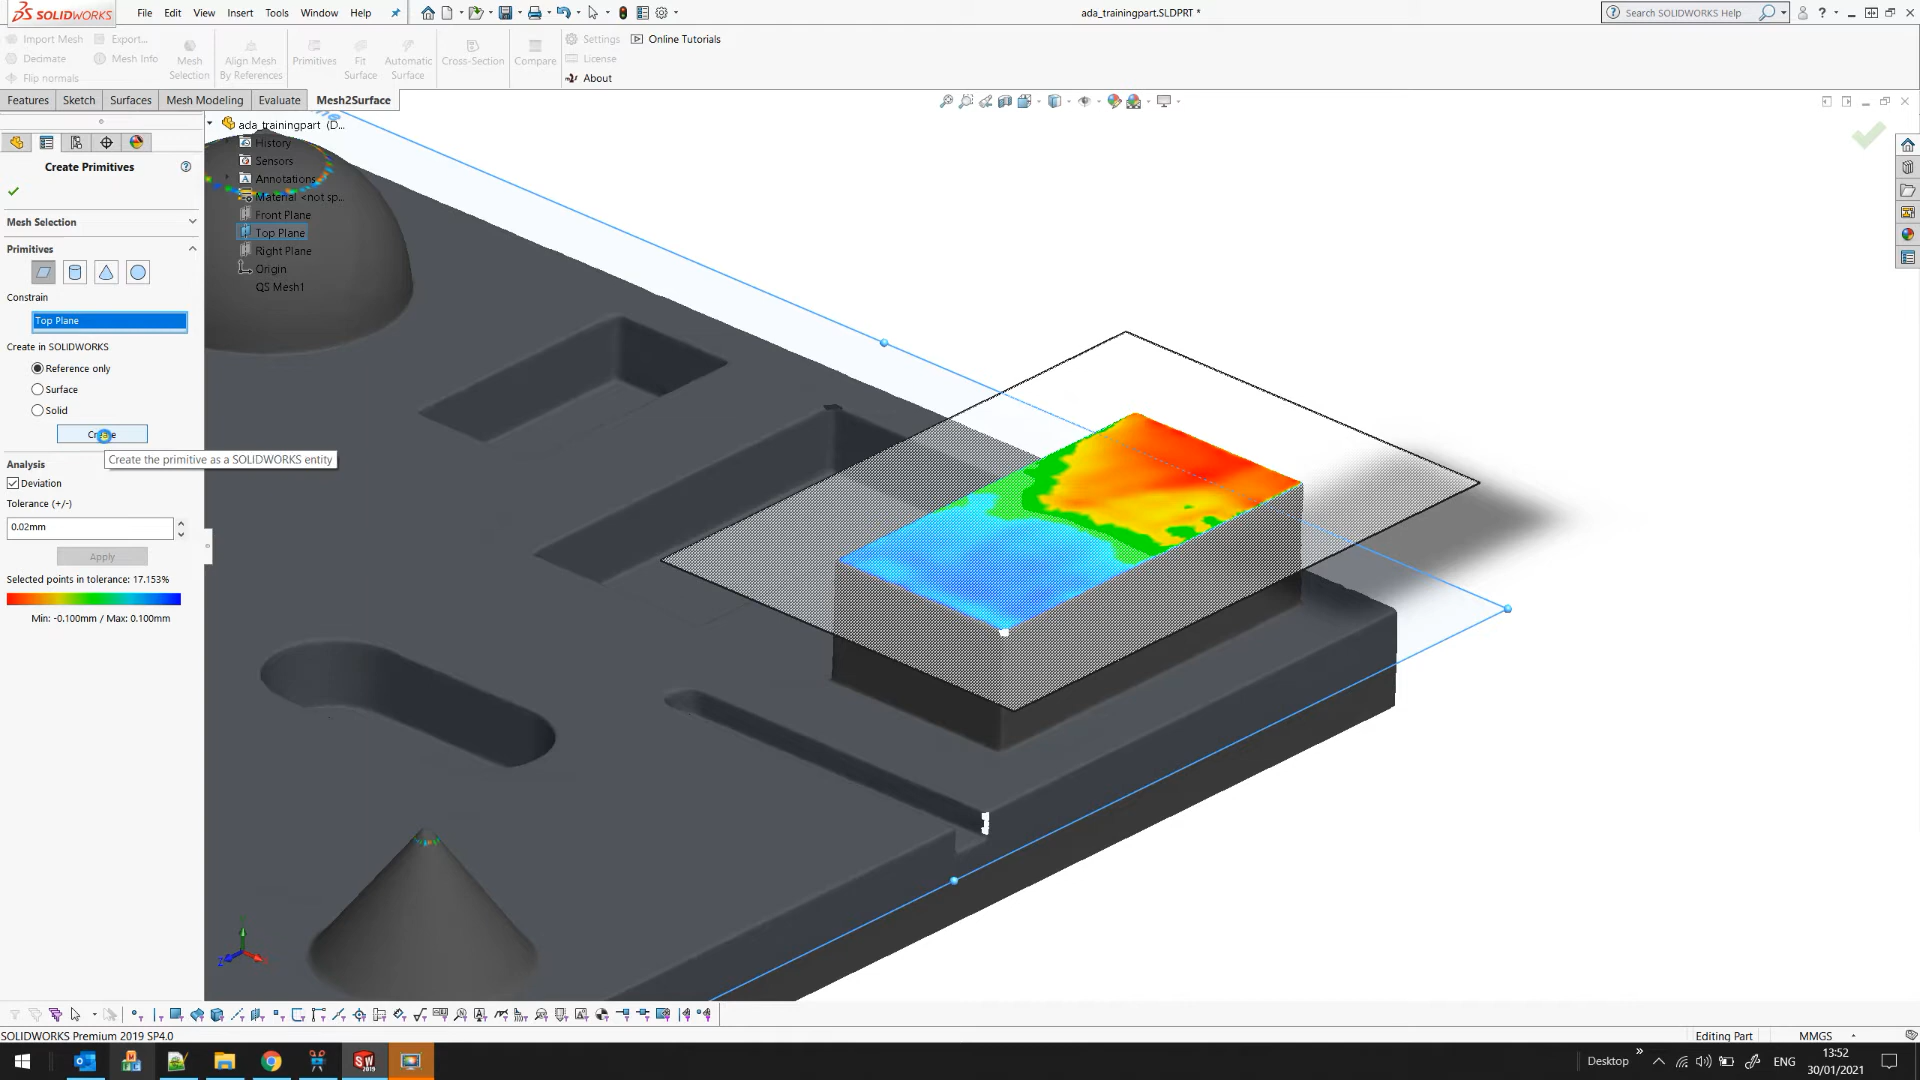 SOLIDWORKS File Edit View Insert Tools Window Help ada_trainingpart.SLDPRT * Search SOLIDWORKS Help
Import Mesh Export... Settings Online Tutorials
Decimate Mesh Info License
Flip normals About
Mesh Selection
Align Mesh By References
Primitives
Fit Surface
Automatic Surface
Cross-Section
Compare
Features Sketch Surfaces Mesh Modeling Evaluate Mesh2Surface
ada_trainingpart (D...
History
Sensors
Annotations
Material <not sp...
Front Plane
Top Plane
Right Plane
Origin
QS Mesh1
Create Primitives
Mesh Selection
Primitives
Constrain
Top Plane
Create in SOLIDWORKS
Reference only
Surface
Solid
Create the primitive as a SOLIDWORKS entity
Analysis
Deviation
Tolerance (+/-)
0.02mm
Apply
Selected points in tolerance: 17.153%
Min: -0.100mm / Max: 0.100mm
SOLIDWORKS Premium 2019 SP4.0 Editing Part MMGS
Desktop » ENG 13:52
30/01/2021